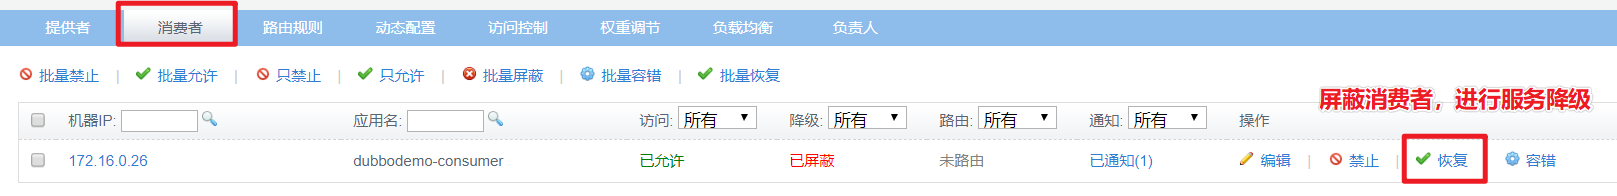 提供者 消费者 路由规则 动态配置 访问控制 权重调节 负载均衡 负责人
批量禁止 | 批量允许 | 只禁止 | 只允许 | 批量屏蔽 | 批量容错 | 批量恢复
屏蔽消费者，进行服务降级
机器IP: 应用名: 访问: 所有 降级: 所有 路由: 所有 通知: 所有 操作
172.16.0.26 dubbodemo-consumer 已允许 已屏蔽 未路由 已通知(1) 编辑 | 禁止 | 恢复 容错